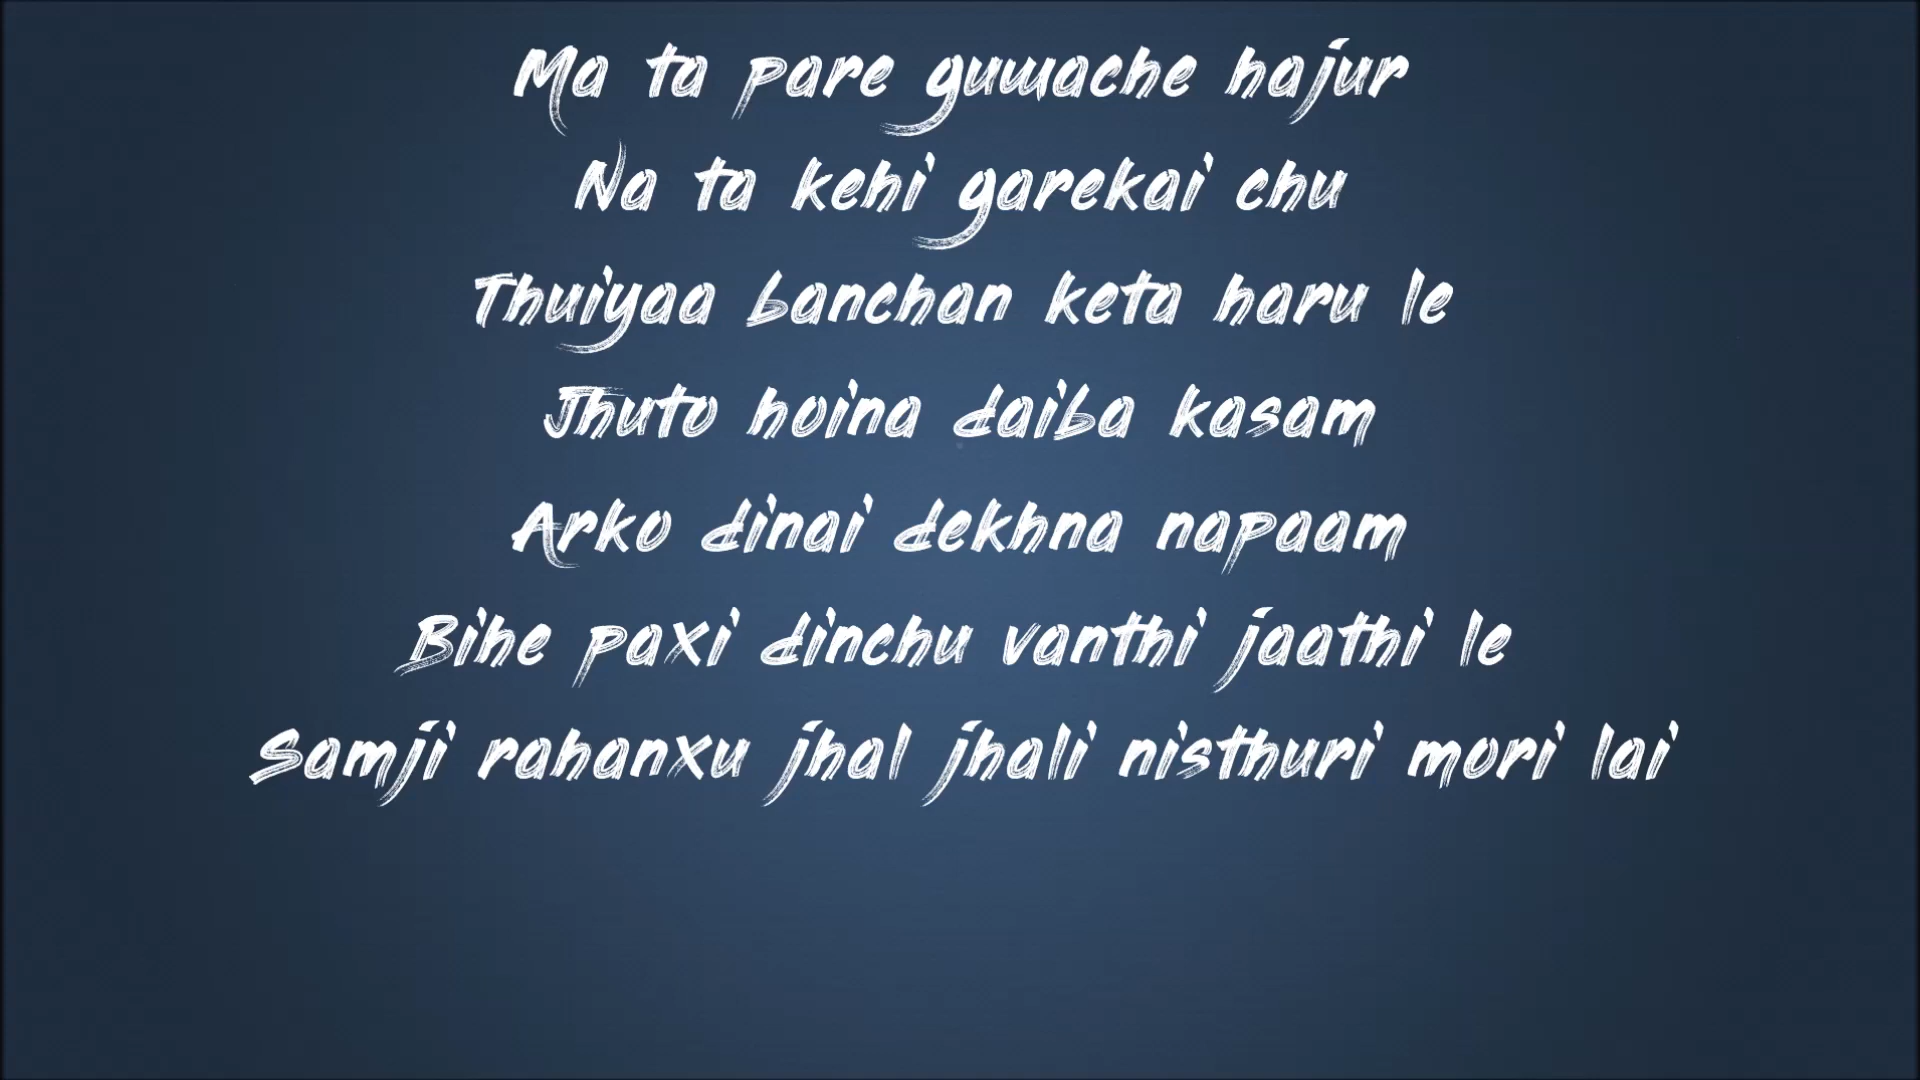 Ma ta pare guwache hajur
Na ta kehi garekai chu
Thuiyaa banchan keta haru le
Jhuto hoina daiba kasam
Arko dinai dekhna napaam
Bihe paxi dinchu vanthi jaathi le
Samji rahanxu jhal jhali nisthuri mori lai